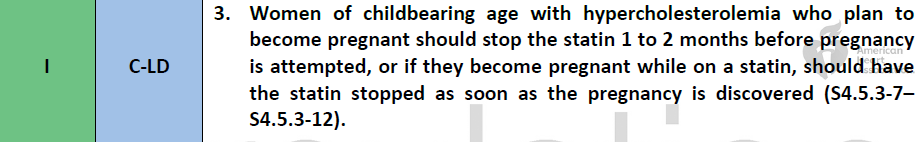 3. Women of childbearing age with hypercholesterolemia who plan to
become pregnant should stop the statin 1 to 2 months before pregnancy
I C-LD is attempted, or if they become pregnant while on a statin, should have
the statin stopped as soon as the pregnancy is discovered (S4.5.3-7–
S4.5.3-12).
American